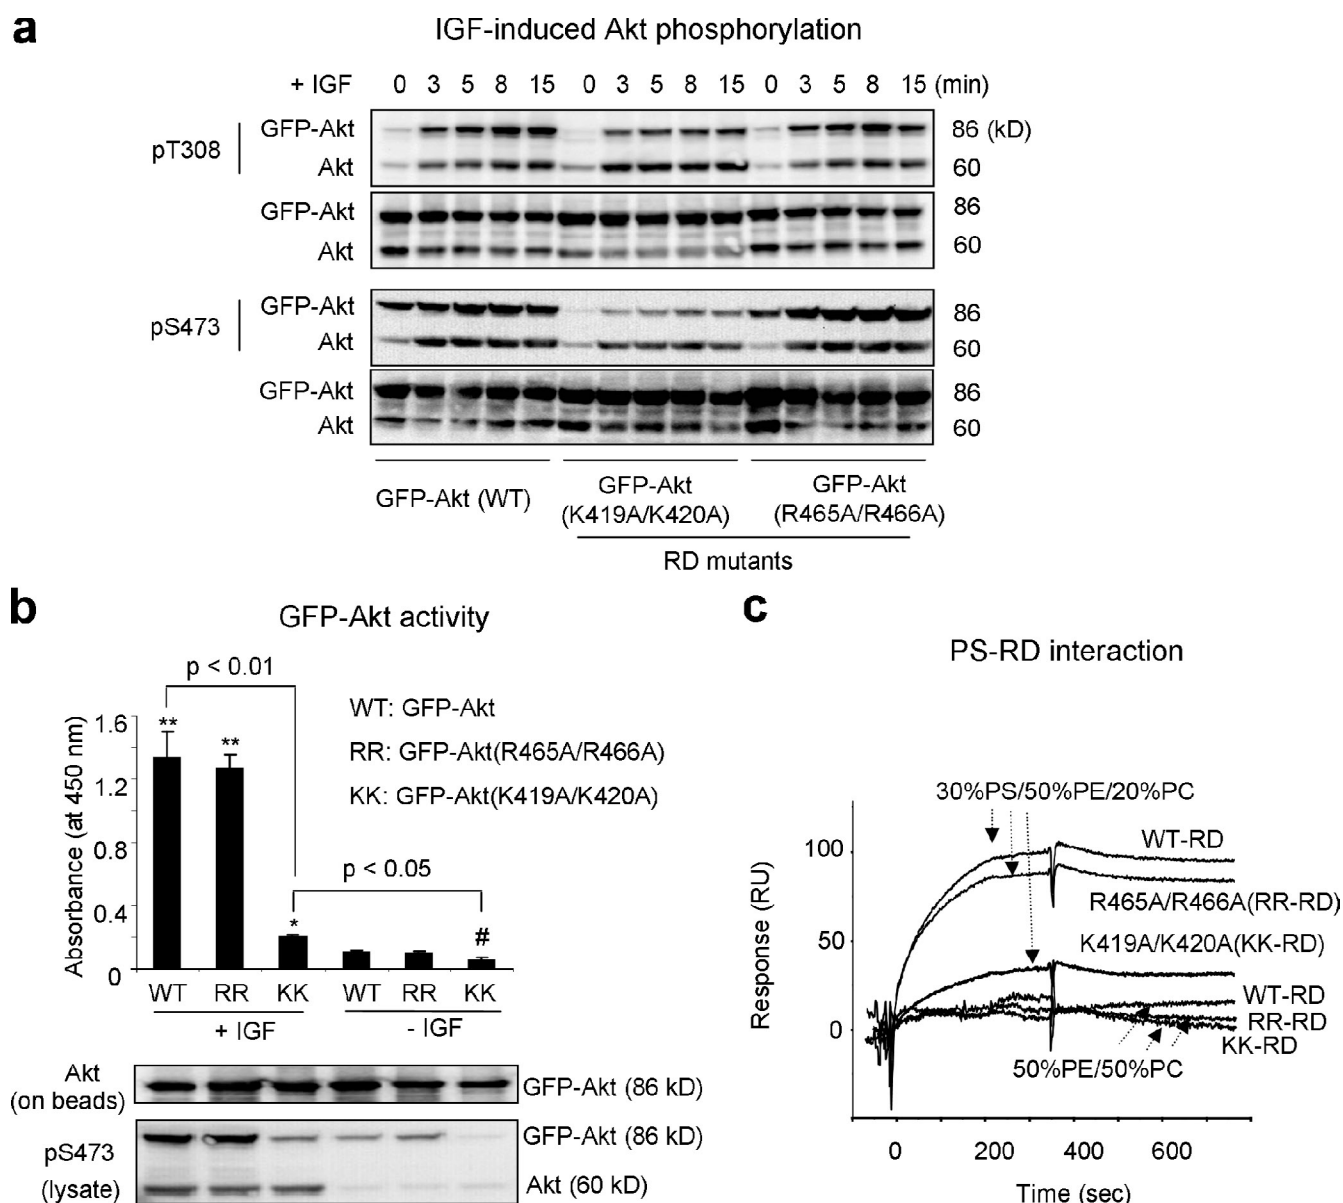 a
IGF-induced Akt phosphorylation
+ IGF 0 3 5 8 15 0 3 5 8 15 0 3 5 8 15 (min)
pT308
GFP-Akt 86 (kD)
Akt 60
GFP-Akt 86
Akt 60
pS473
GFP-Akt 86
Akt 60
GFP-Akt 86
Akt 60
GFP-Akt (WT)
GFP-Akt
(K419A/K420A)
GFP-Akt
(R465A/R466A)
RD mutants
b
GFP-Akt activity
p < 0.01
WT: GFP-Akt
RR: GFP-Akt(R465A/R466A)
KK: GFP-Akt(K419A/K420A)
p < 0.05
Absorbance (at 450 nm)
1.6
1.2
0.8
0.4
0
**
**
*
#
WT RR KK WT RR KK
+ IGF - IGF
Akt
(on beads)
GFP-Akt (86 kD)
pS473
(lysate)
GFP-Akt (86 kD)
Akt (60 kD)
c
PS-RD interaction
30%PS/50%PE/20%PC
WT-RD
R465A/R466A(RR-RD)
K419A/K420A(KK-RD)
WT-RD
RR-RD
KK-RD
50%PE/50%PC
Response (RU)
100
50
0
0 200 400 600
Time (sec)